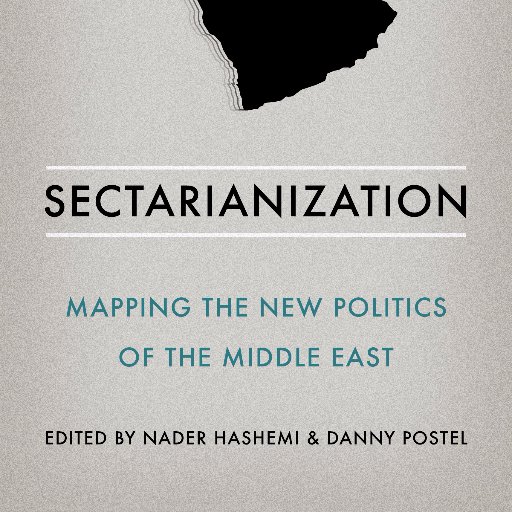 SECTARIANIZATION
MAPPING THE NEW POLITICS
OF THE MIDDLE EAST
EDITED BY NADER HASHEMI & DANNY POSTEL